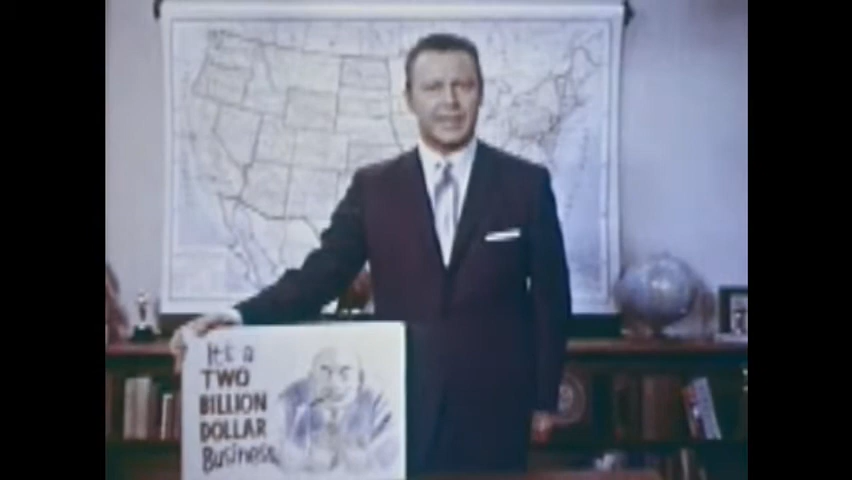 It's a
TWO
BILLION
DOLLAR
Business